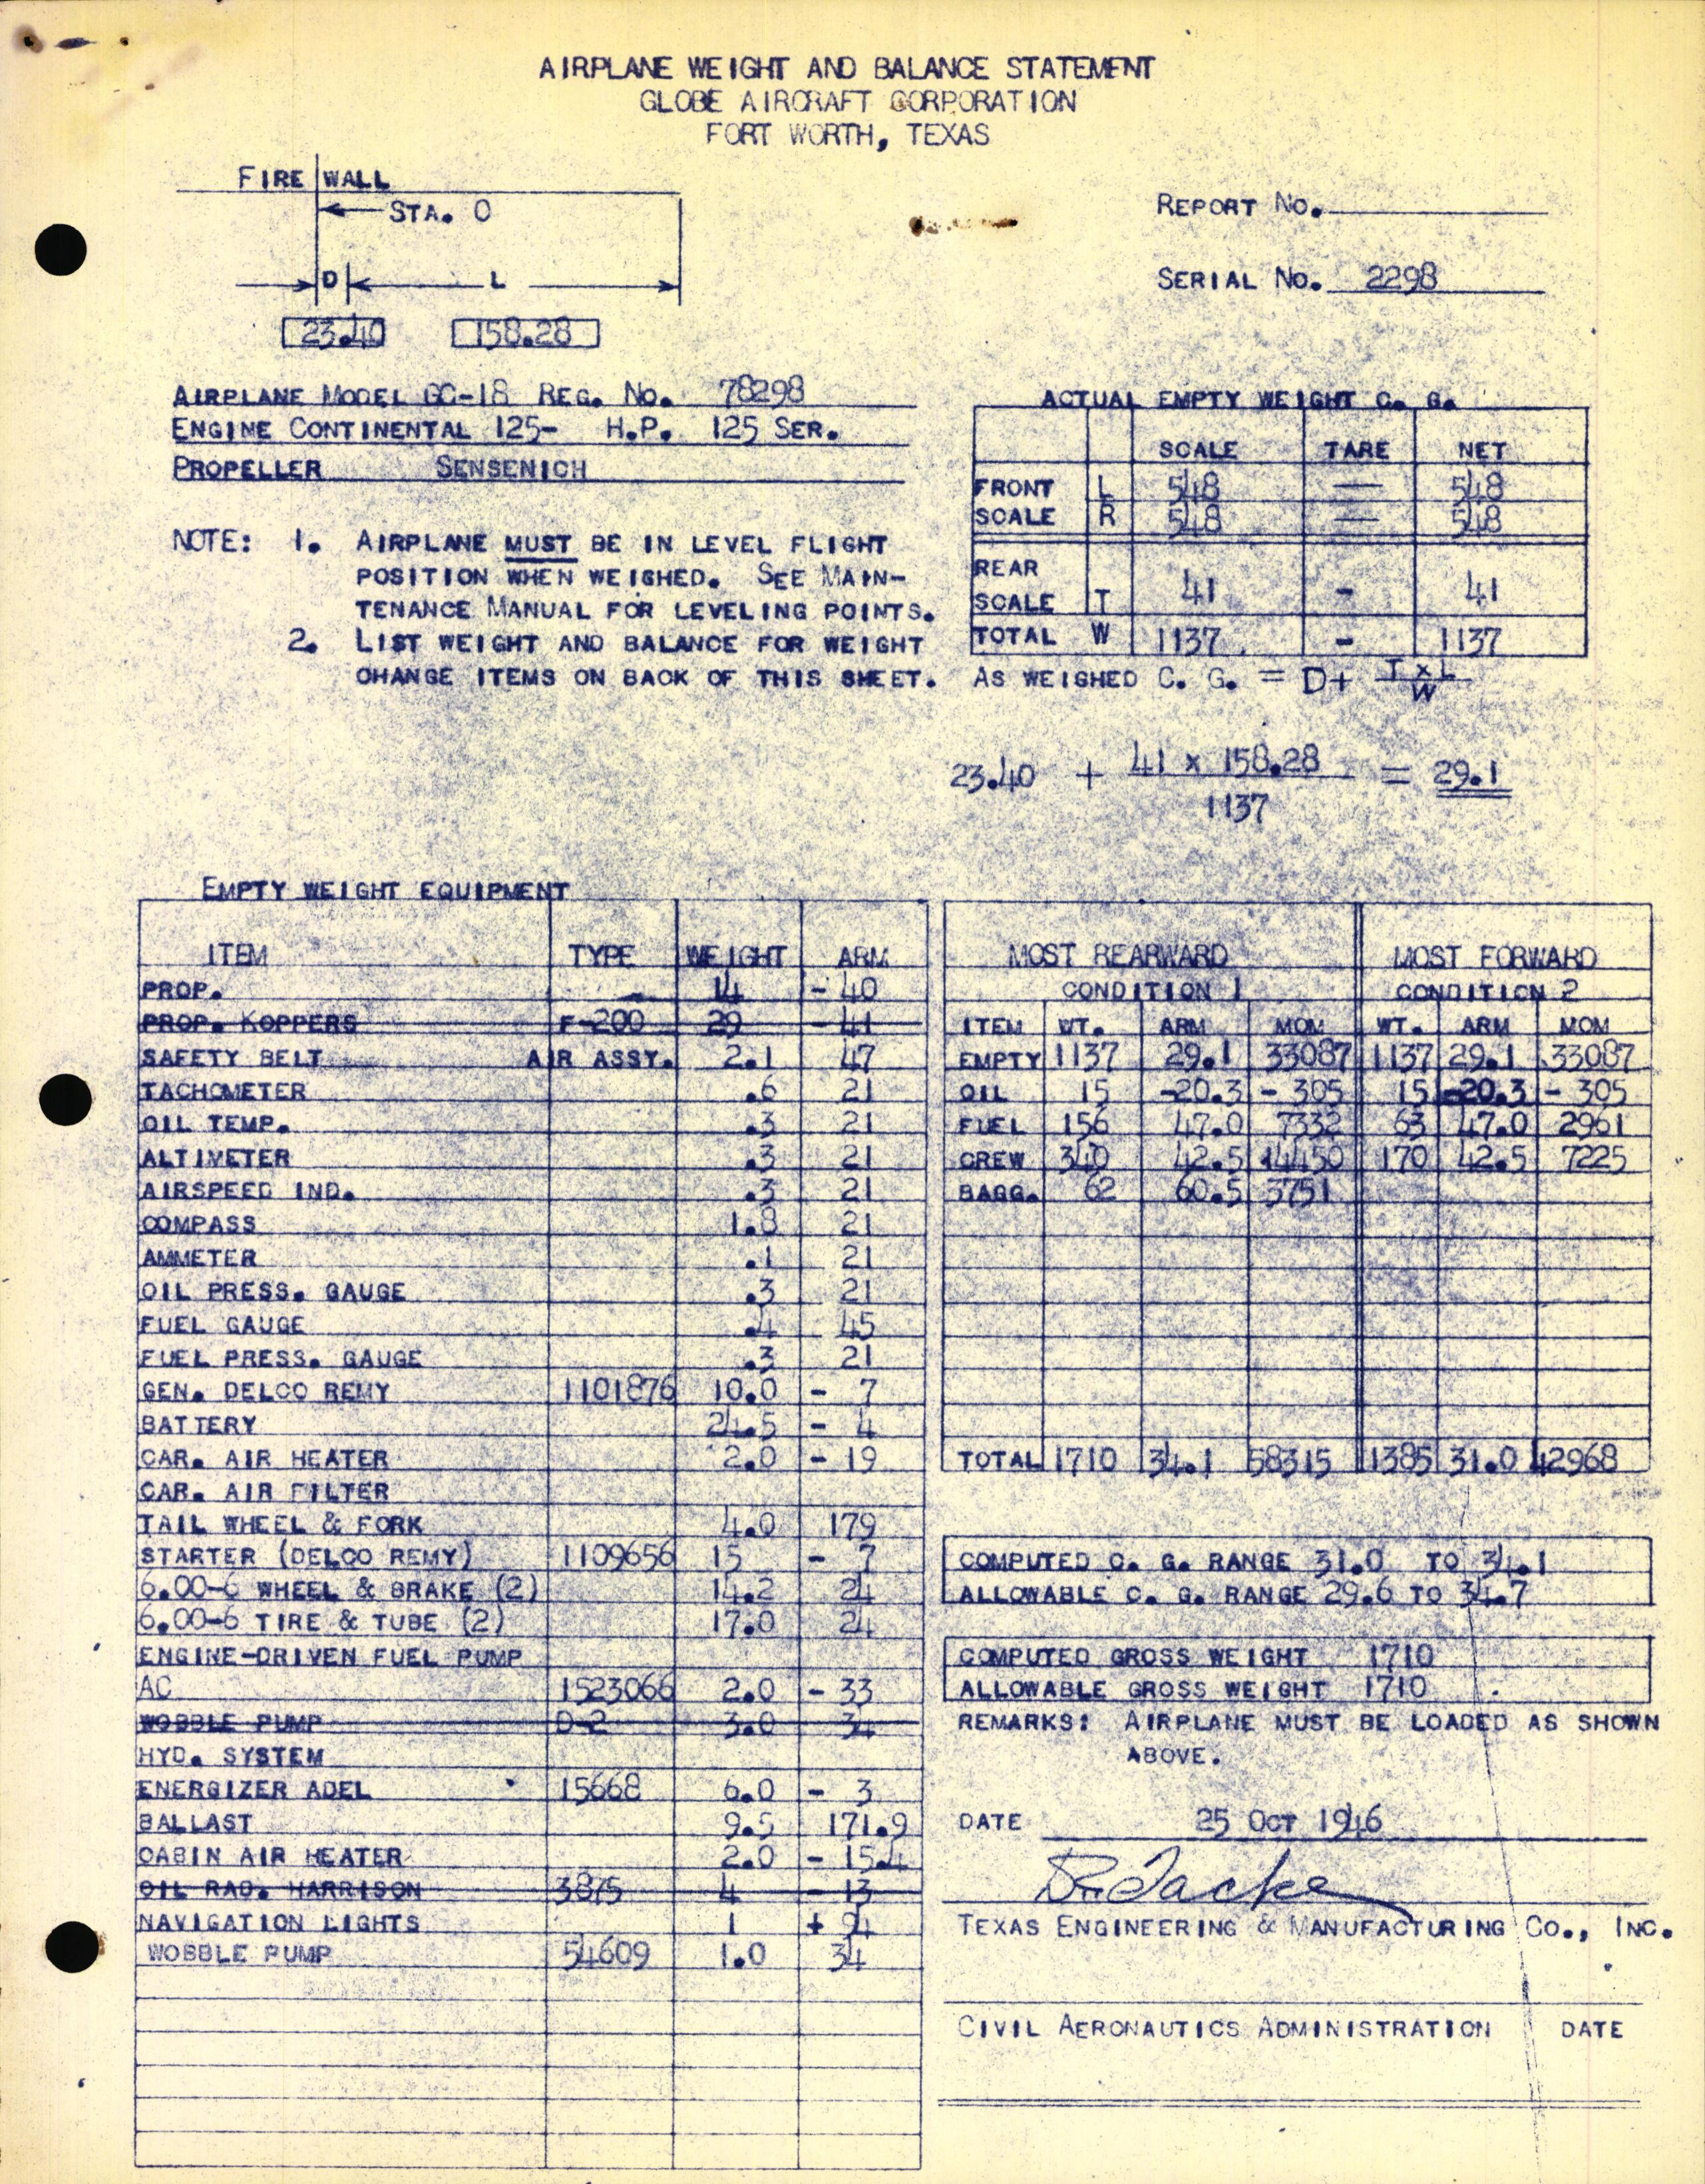 AIRPLANE WEIGHT AND BALANCE STATEMENT
GLOBE AIRCRAFT CORPORATION
FORT WORTH, TEXAS
FIRE WALL
STA. O
D L
23.40 158.28
REPORT NO.
SERIAL NO. 2298
AIRPLANE MODEL GC-1B REG. NO. 78298
ENGINE CONTINENTAL 125- H.P. 125 SER.
PROPELLER SENSENICH
NOTE: 1. AIRPLANE MUST BE IN LEVEL FLIGHT
POSITION WHEN WEIGHED. SEE MAIN-
TENANCE MANUAL FOR LEVELING POINTS.
2. LIST WEIGHT AND BALANCE FOR WEIGHT
CHANGE ITEMS ON BACK OF THIS SHEET.
ACTUAL EMPTY WEIGHT C. G.
SCALE TARE NET
FRONT L 548 — 548
SCALE R 548 — 548
REAR
SCALE T 41 - 41
TOTAL W 1137 - 1137
AS WEIGHED C. G. = D+ T x L
W
23.40 + 41 x 158.28 = 29.1
1137
EMPTY WEIGHT EQUIPMENT
ITEM TYPE WEIGHT ARM
PROP. 14 - 40
PROP. KOPPERS F-200 29 - 41
SAFETY BELT AIR ASSY. 2.1 47
TACHOMETER .6 21
OIL TEMP. .3 21
ALTIMETER .3 21
AIRSPEED IND. .3 21
COMPASS 1.8 21
AMMETER .1 21
OIL PRESS. GAUGE .3 21
FUEL GAUGE .4 45
FUEL PRESS. GAUGE .3 21
GEN. DELCO REMY 1101876 10.0 - 7
BATTERY 24.5 - 4
CAR. AIR HEATER 2.0 - 19
CAR. AIR FILTER
TAIL WHEEL & FORK 4.0 179
STARTER (DELCO REMY) 1109656 15 - 7
6.00-6 WHEEL & BRAKE (2) 14.2 24
6.00-6 TIRE & TUBE (2) 17.0 24
ENGINE-DRIVEN FUEL PUMP
AC 1523066 2.0 - 33
WOBBLE PUMP D-2 3.0 34
HYD. SYSTEM
ENERGIZER ADEL 15668 6.0 - 3
BALLAST 9.5 171.9
CABIN AIR HEATER 2.0 - 15.4
OIL RAD. HARRISON 3875 4 - 13
NAVIGATION LIGHTS 1 + 94
WOBBLE PUMP 54609 1.0 34
MOST REARWARD MOST FORWARD
CONDITION 1 CONDITION 2
ITEM WT. ARM MOM WT. ARM MOM
EMPTY 1137 29.1 33087 1137 29.1 33087
OIL 15 -20.3 - 305 15 -20.3 - 305
FUEL 156 47.0 7332 63 47.0 2961
CREW 340 42.5 14450 170 42.5 7225
BAGG. 62 60.5 3751
TOTAL 1710 34.1 58315 1385 31.0 42968
COMPUTED C. G. RANGE 31.0 TO 34.1
ALLOWABLE C. G. RANGE 29.6 TO 34.7
COMPUTED GROSS WEIGHT 1710
ALLOWABLE GROSS WEIGHT 1710
REMARKS: AIRPLANE MUST BE LOADED AS SHOWN
ABOVE.
DATE 25 OCT 1946
TEXAS ENGINEERING & MANUFACTURING CO., INC.
CIVIL AERONAUTICS ADMINISTRATION DATE